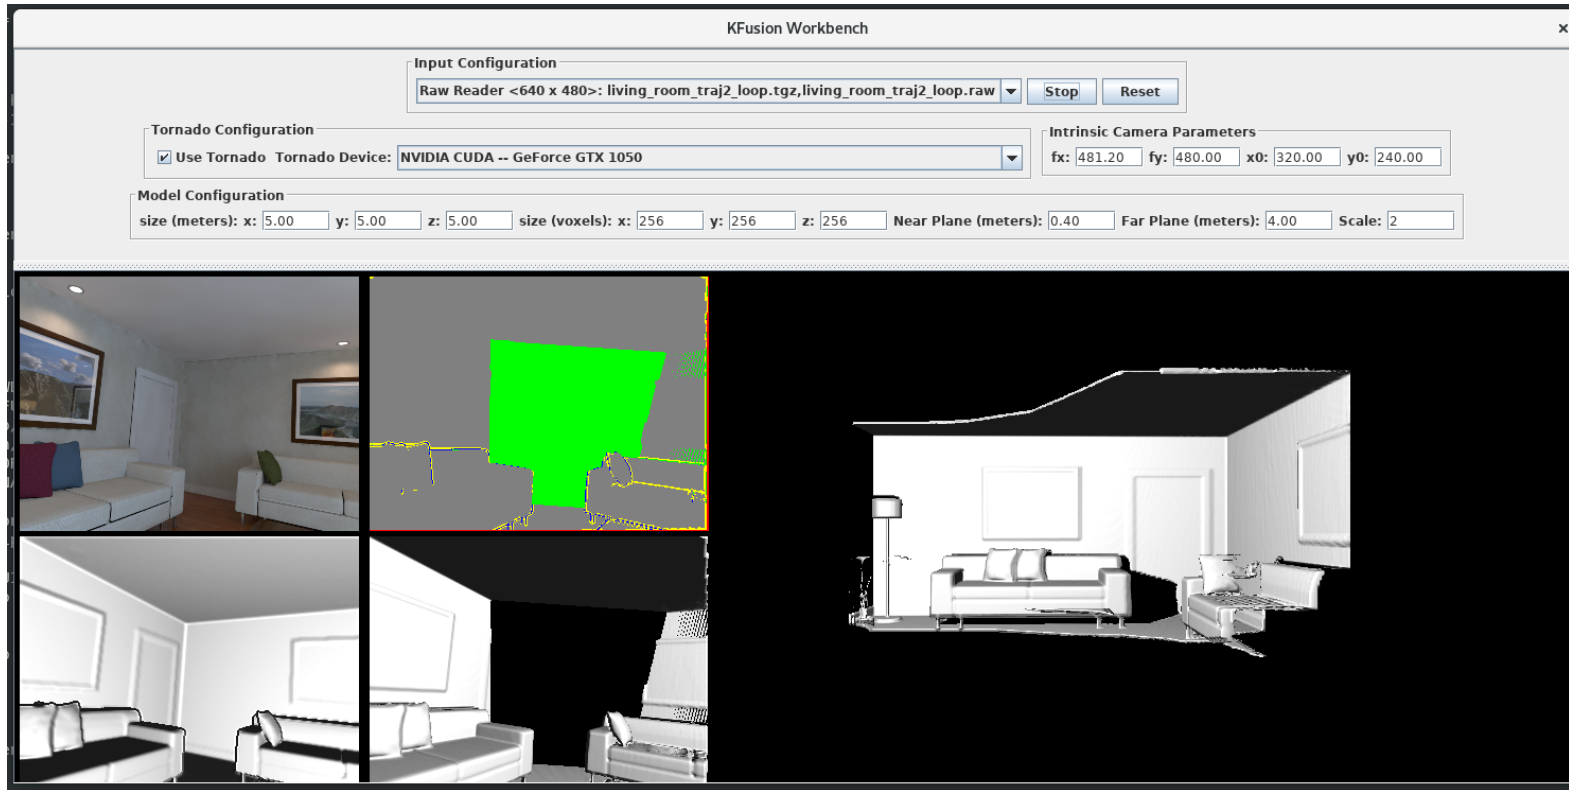 KFusion Workbench ×
Input Configuration
Raw Reader <640 x 480>: living_room_traj2_loop.tgz,living_room_traj2_loop.raw Stop Reset
Tornado Configuration
Use Tornado Tornado Device: NVIDIA CUDA -- GeForce GTX 1050
Intrinsic Camera Parameters
fx: 481.20 fy: 480.00 x0: 320.00 y0: 240.00
Model Configuration
size (meters): x: 5.00 y: 5.00 z: 5.00 size (voxels): x: 256 y: 256 z: 256 Near Plane (meters): 0.40 Far Plane (meters): 4.00 Scale: 2